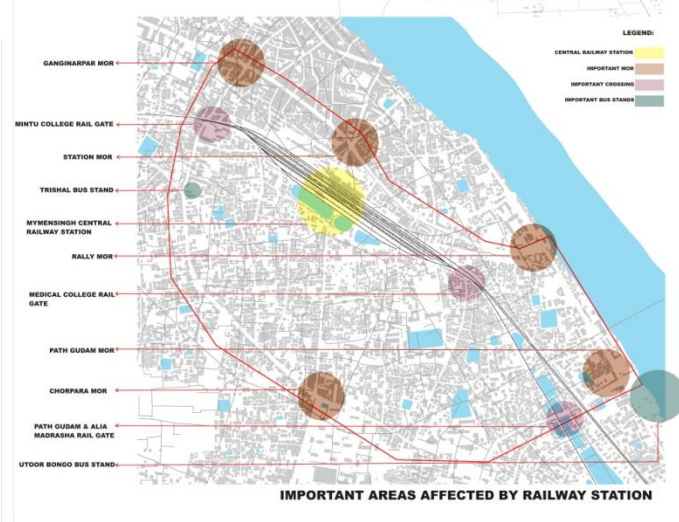 LEGEND:
CENTRAL RAILWAY STATION
IMPORTANT MOR
IMPORTANT CROSSING
IMPORTANT BUS STANDS
GANGINARPAR MOR
MINTU COLLEGE RAIL GATE
STATION MOR
TRISHAL BUS STAND
MYMENSINGH CENTRAL
RAILWAY STATION
RALLY MOR
MEDICAL COLLEGE RAIL
GATE
PATH GUDAM MOR
CHORPARA MOR
PATH GUDAM & ALIA
MADRASHA RAIL GATE
UTOOR BONGO BUS STAND
IMPORTANT AREAS AFFECTED BY RAILWAY STATION